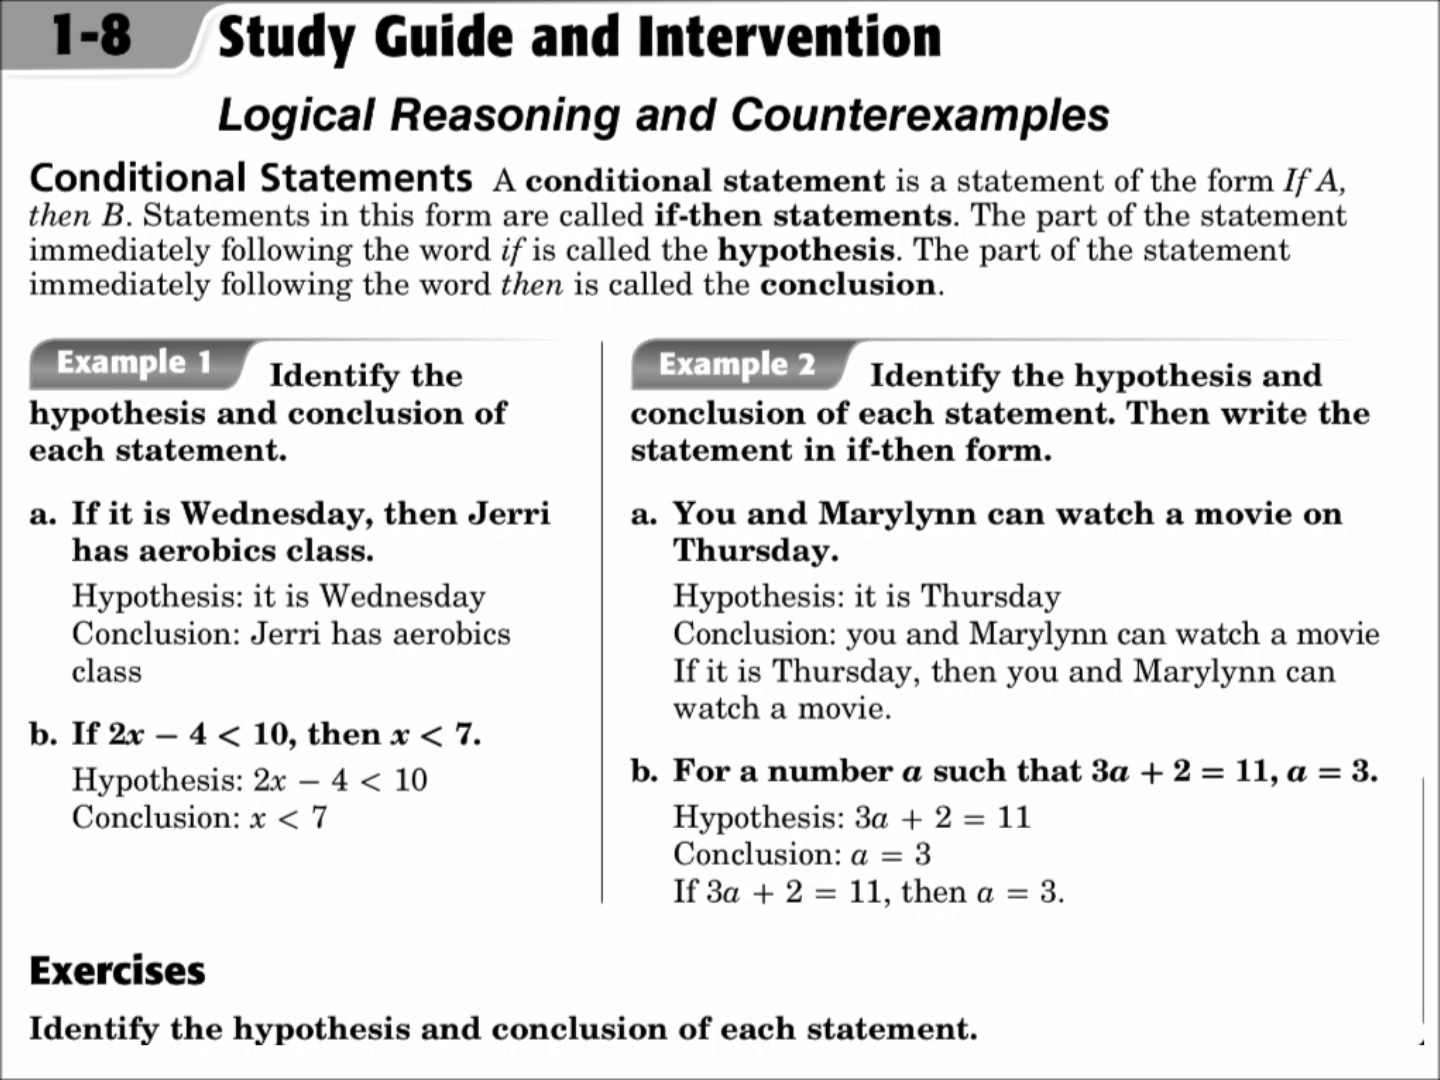 1-8 Study Guide and Intervention
Logical Reasoning and Counterexamples
Conditional Statements A conditional statement is a statement of the form If A,
then B. Statements in this form are called if-then statements. The part of the statement
immediately following the word if is called the hypothesis. The part of the statement
immediately following the word then is called the conclusion.
Example 1 Identify the
hypothesis and conclusion of
each statement.
a. If it is Wednesday, then Jerri
has aerobics class.
Hypothesis: it is Wednesday
Conclusion: Jerri has aerobics
class
b. If 2x − 4 < 10, then x < 7.
Hypothesis: 2x − 4 < 10
Conclusion: x < 7
Example 2 Identify the hypothesis and
conclusion of each statement. Then write the
statement in if-then form.
a. You and Marylynn can watch a movie on
Thursday.
Hypothesis: it is Thursday
Conclusion: you and Marylynn can watch a movie
If it is Thursday, then you and Marylynn can
watch a movie.
b. For a number a such that 3a + 2 = 11, a = 3.
Hypothesis: 3a + 2 = 11
Conclusion: a = 3
If 3a + 2 = 11, then a = 3.
Exercises
Identify the hypothesis and conclusion of each statement.